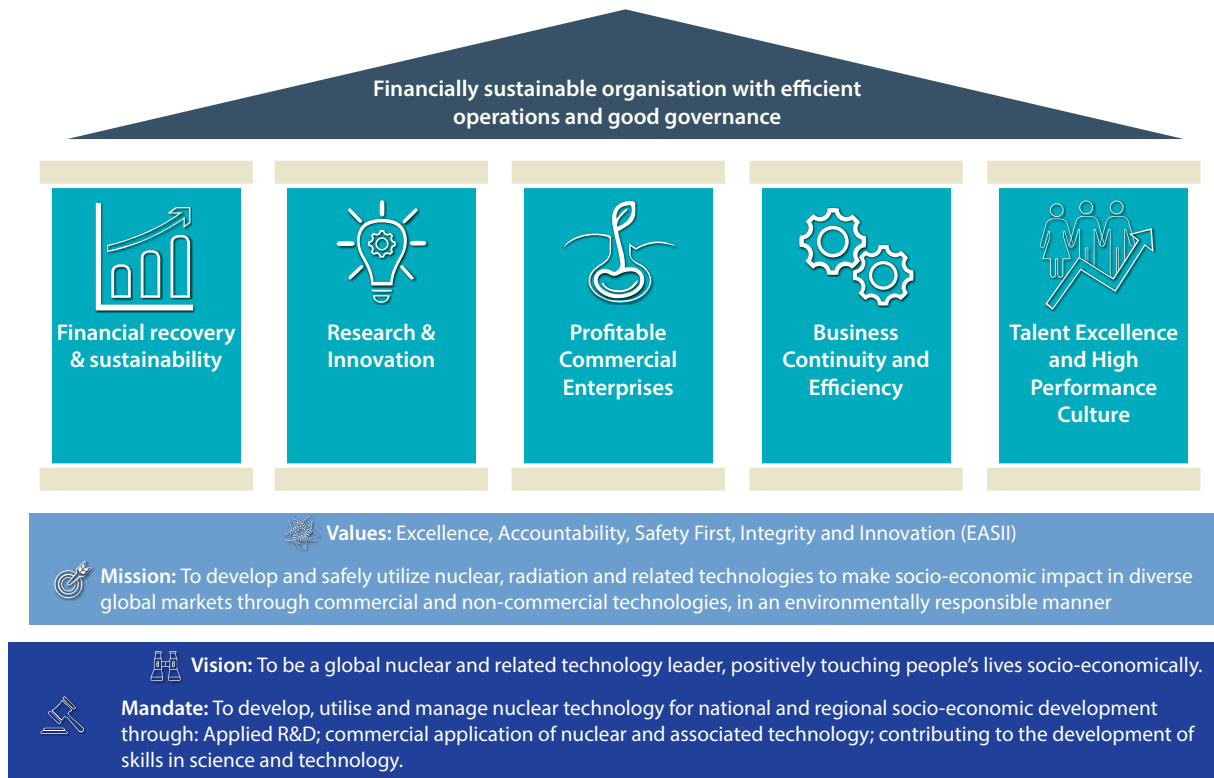 Financially sustainable organisation with efficient
operations and good governance
Financial recovery
& sustainability
Research &
Innovation
Profitable
Commercial
Enterprises
Business
Continuity and
Efficiency
Talent Excellence
and High
Performance
Culture
Values: Excellence, Accountability, Safety First, Integrity and Innovation (EASII)
Mission: To develop and safely utilize nuclear, radiation and related technologies to make socio-economic impact in diverse
global markets through commercial and non-commercial technologies, in an environmentally responsible manner
Vision: To be a global nuclear and related technology leader, positively touching people’s lives socio-economically.
Mandate: To develop, utilise and manage nuclear technology for national and regional socio-economic development
through: Applied R&D; commercial application of nuclear and associated technology; contributing to the development of
skills in science and technology.